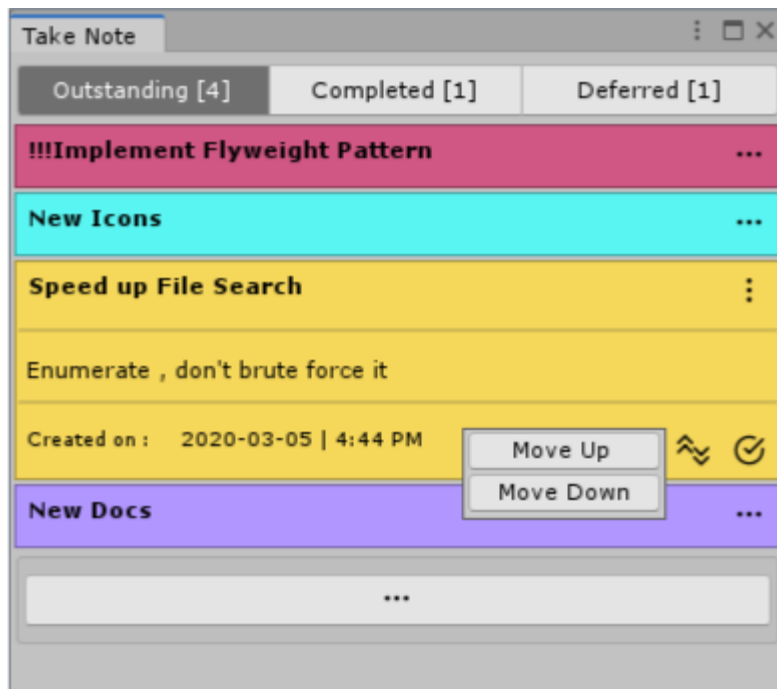 Take Note
Outstanding [4] Completed [1] Deferred [1]
!!!Implement Flyweight Pattern
New Icons
Speed up File Search
Enumerate , don't brute force it
Created on : 2020-03-05 | 4:44 PM
Move Up
Move Down
New Docs